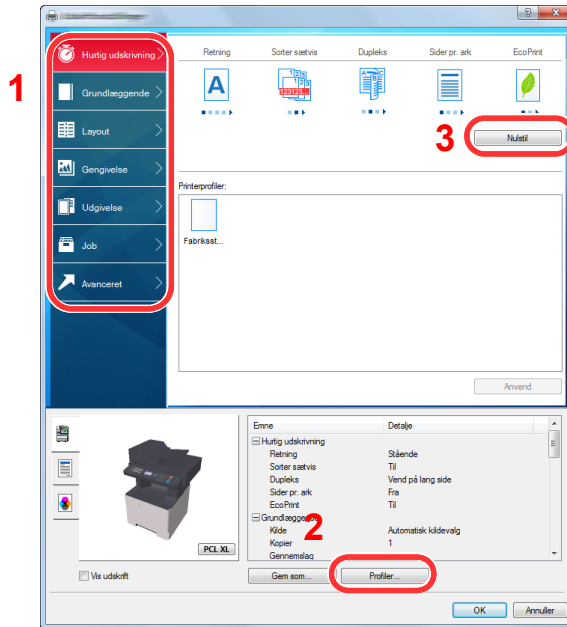 1
Hurtig udskrivning
Grundlæggende
Layout
Gengivelse
Udgivelse
Job
Avanceret
Retning Sorter sætvis Dupleks Sider pr. ark EcoPrint
A
123
123123
3
Nulstil
Printerprofiler:
Fabriksst...
Anvend
Emne Detalje
Hurtig udskrivning
Retning Stående
Sorter sætvis Til
Dupleks Vend på lang side
Sider pr. ark Fra
EcoPrint Til
Grundlæggende
Kilde Automatisk kildevalg
Kopier 1
Gennemslag
2
PCL XL
Vis udskrift
Gem som... Profiler...
OK Annuller